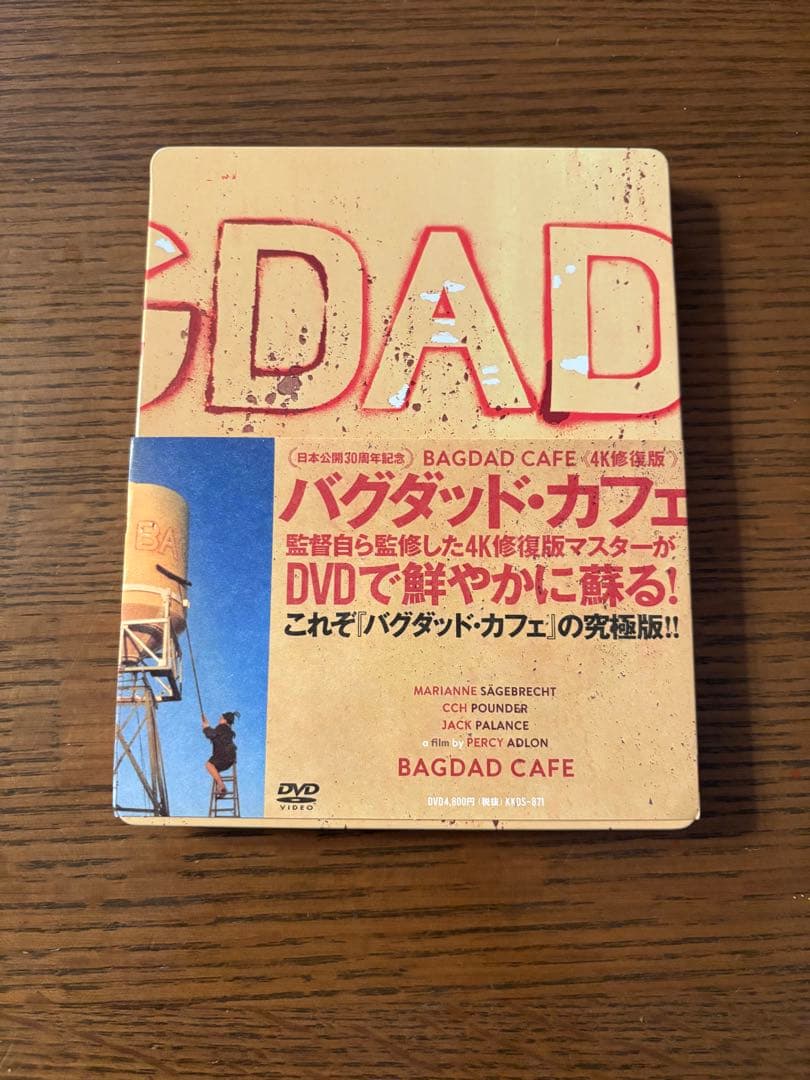 GDAD
《日本公開30周年記念》 BAGDAD CAFE 《4K修復版》
バグダッド・カフェ
監督自ら監修した4K修復版マスターが
DVDで鮮やかに蘇る!
これぞ『バグダッド・カフェ』の究極版!!
BA
MARIANNE SÄGEBRECHT
CCH POUNDER
JACK PALANCE
a film by PERCY ADLON
BAGDAD CAFE
DVD
VIDEO
DVD4,800円(税抜) KKDS-871